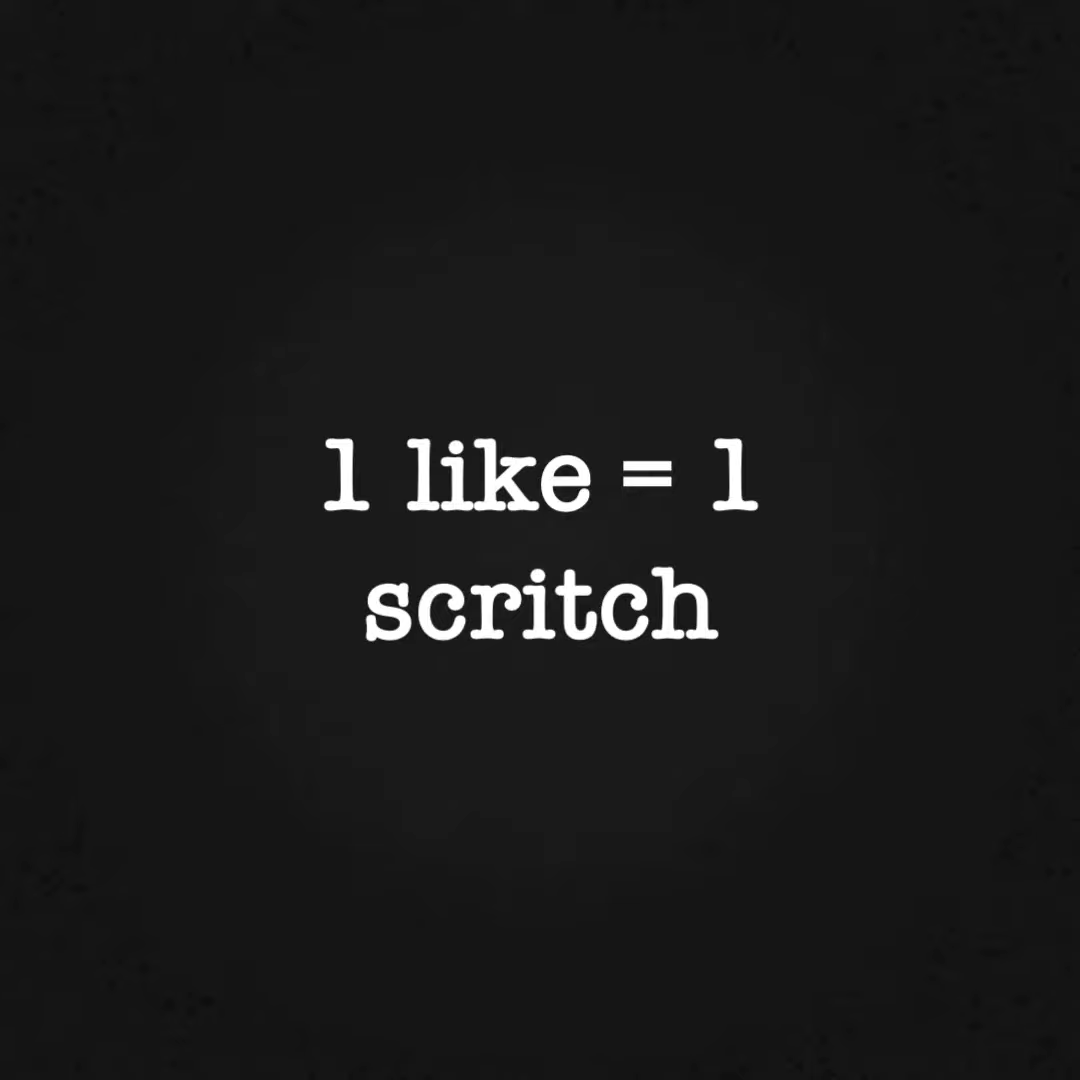 1 like = 1
scritch